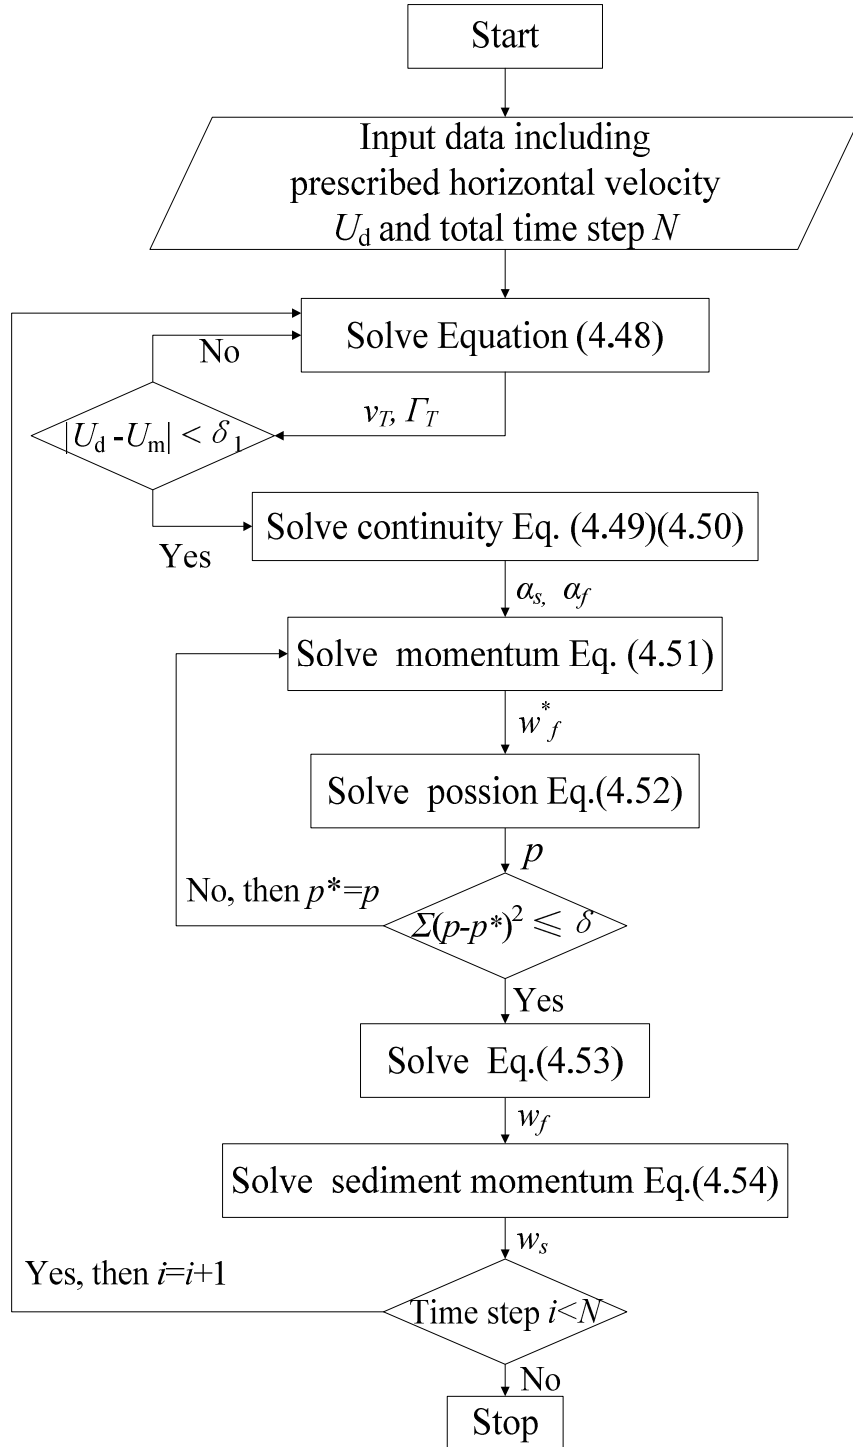 Start
Input data including
prescribed horizontal velocity
U_d and total time step N
Solve Equation (4.48)
No
v_T, Γ_T
|U_d -U_m| < δ_1
Yes
Solve continuity Eq. (4.49)(4.50)
α_s, α_f
Solve momentum Eq. (4.51)
w^*_f
Solve possion Eq.(4.52)
p
No, then p*=p
Σ(p-p*)^2 ≤ δ
Yes
Solve Eq.(4.53)
w_f
Solve sediment momentum Eq.(4.54)
w_s
Yes, then i=i+1
Time step i<N
No
Stop